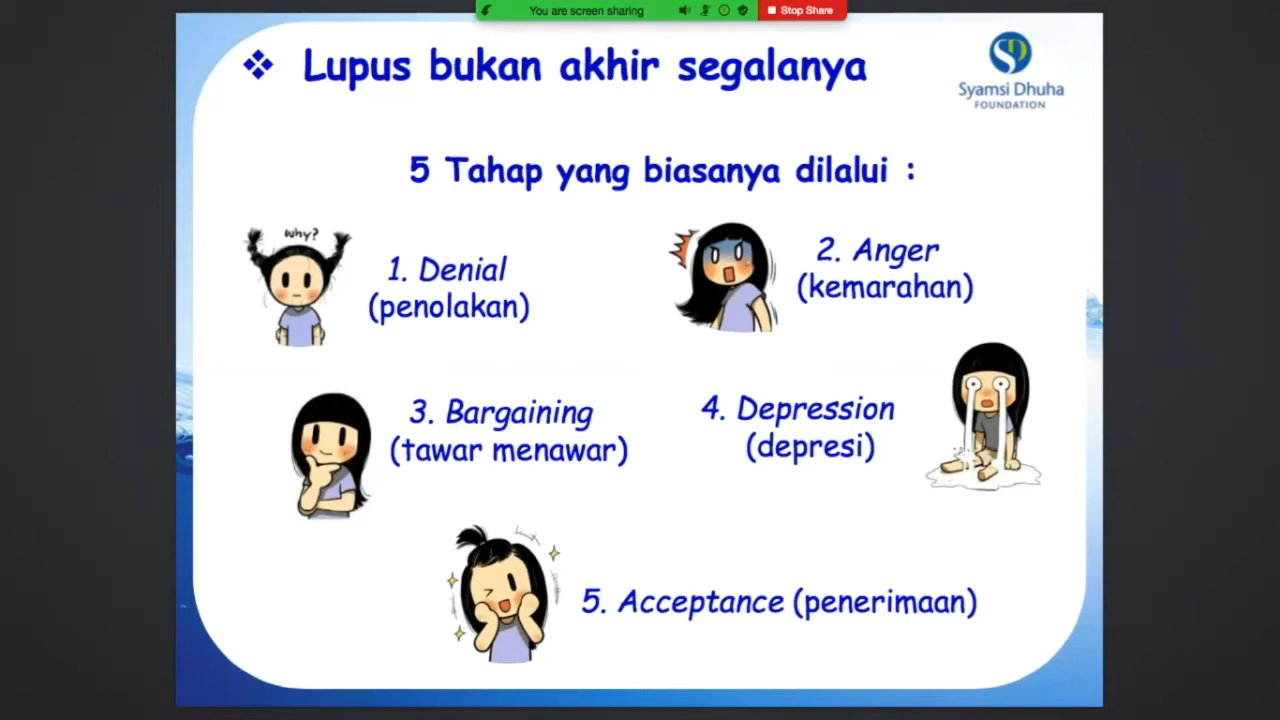 You are screen sharing
Stop Share
Lupus bukan akhir segalanya
SD
Syamsi Dhuha
FOUNDATION
5 Tahap yang biasanya dilalui :
why?
1. Denial
(penolakan)
2. Anger
(kemarahan)
3. Bargaining
(tawar menawar)
4. Depression
(depresi)
5. Acceptance (penerimaan)